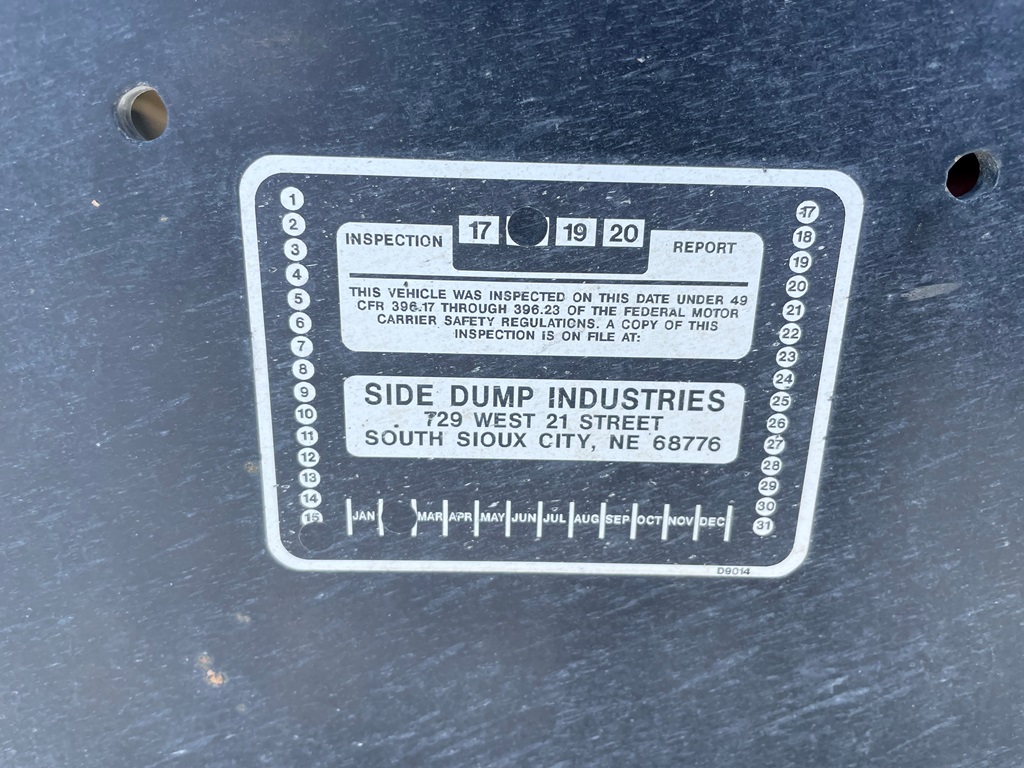 17 19 20
INSPECTION REPORT
THIS VEHICLE WAS INSPECTED ON THIS DATE UNDER 49
CFR 396.17 THROUGH 396.23 OF THE FEDERAL MOTOR
CARRIER SAFETY REGULATIONS. A COPY OF THIS
INSPECTION IS ON FILE AT:
SIDE DUMP INDUSTRIES
729 WEST 21 STREET
SOUTH SIOUX CITY, NE 68776
JAN MAR APR MAY JUN JUL AUG SEP OCT NOV DEC
D9014
1
2
3
4
5
6
7
8
9
10
11
12
13
14
15
17
18
19
20
21
22
23
24
25
26
27
28
29
30
31